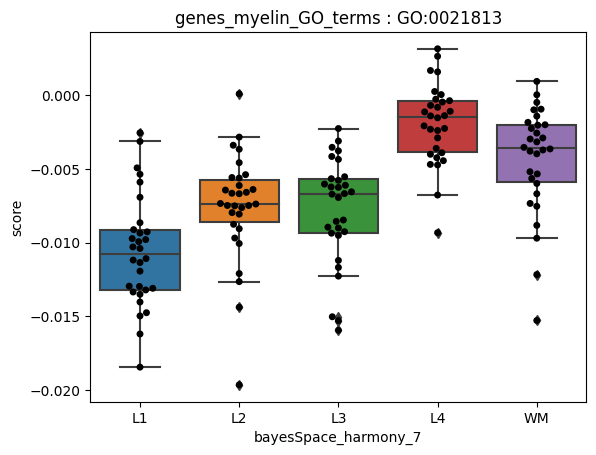 genes_myelin_GO_terms : GO:0021813
score
0.000
−0.005
−0.010
−0.015
−0.020
L1 L2 L3 L4 WM
bayesSpace_harmony_7